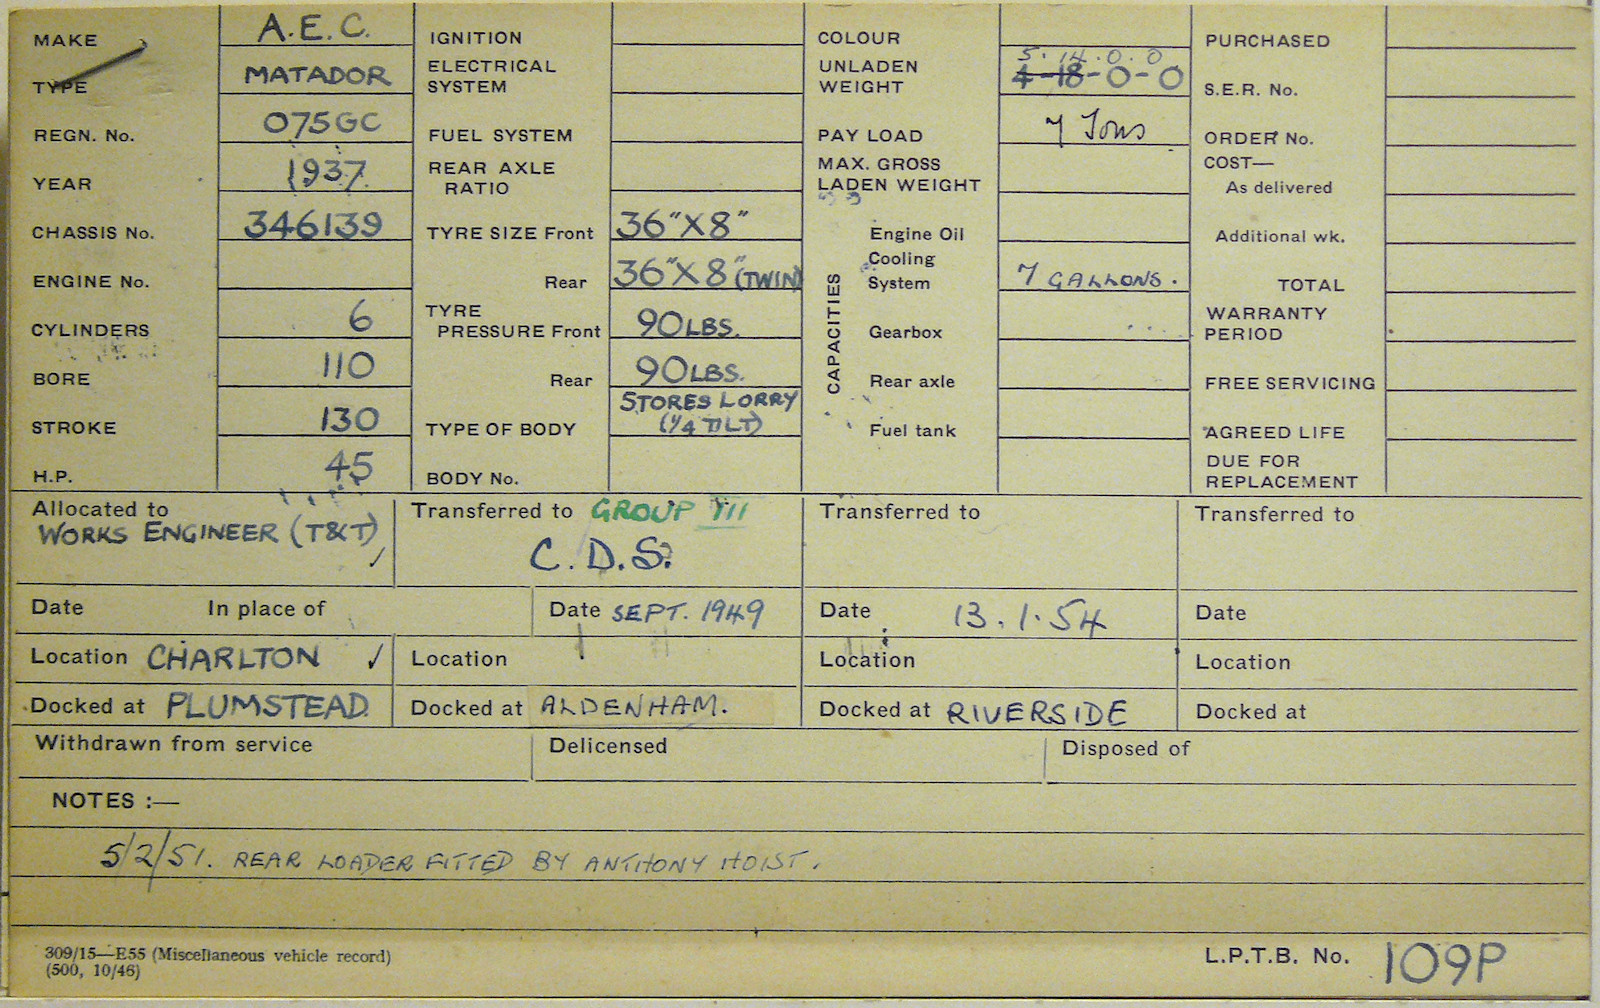 MAKE A.E.C.
TYPE MATADOR
REGN. No. 075GC
YEAR 1937
CHASSIS No. 346139
ENGINE No.
CYLINDERS 6
BORE 110
STROKE 130
H.P. 45
IGNITION
ELECTRICAL
SYSTEM
FUEL SYSTEM
REAR AXLE
RATIO
TYRE SIZE Front 36"X8"
Rear 36"X8" (TWIN)
TYRE
PRESSURE Front 90LBS.
Rear 90LBS.
STORES LORRY
TYPE OF BODY (1/4 TILT)
BODY No.
COLOUR
5.14.0.0
UNLADEN
WEIGHT 4-18-0-0
PAY LOAD 7 Tons
MAX. GROSS
LADEN WEIGHT
CAPACITIES
Engine Oil
Cooling
System 7 GALLONS.
Gearbox
Rear axle
Fuel tank
PURCHASED
S.E.R. No.
ORDER No.
COST—
As delivered
Additional wk.
TOTAL
WARRANTY
PERIOD
FREE SERVICING
AGREED LIFE
DUE FOR
REPLACEMENT
Allocated to
WORKS ENGINEER (T&T) ✓
Date In place of
Location CHARLTON ✓
Docked at PLUMSTEAD
Transferred to GROUP VIII
C.D.S.
Date SEPT. 1949
Location
Docked at ALDENHAM.
Transferred to
Date 13.1.54
Location
Docked at RIVERSIDE
Transferred to
Date
Location
Docked at
Withdrawn from service Delicensed Disposed of
NOTES :—
5/2/51. REAR LOADER FITTED BY ANTHONY HOIST.
309/15—E55 (Miscellaneous vehicle record)
(500, 10/46)
L.P.T.B. No. 109P